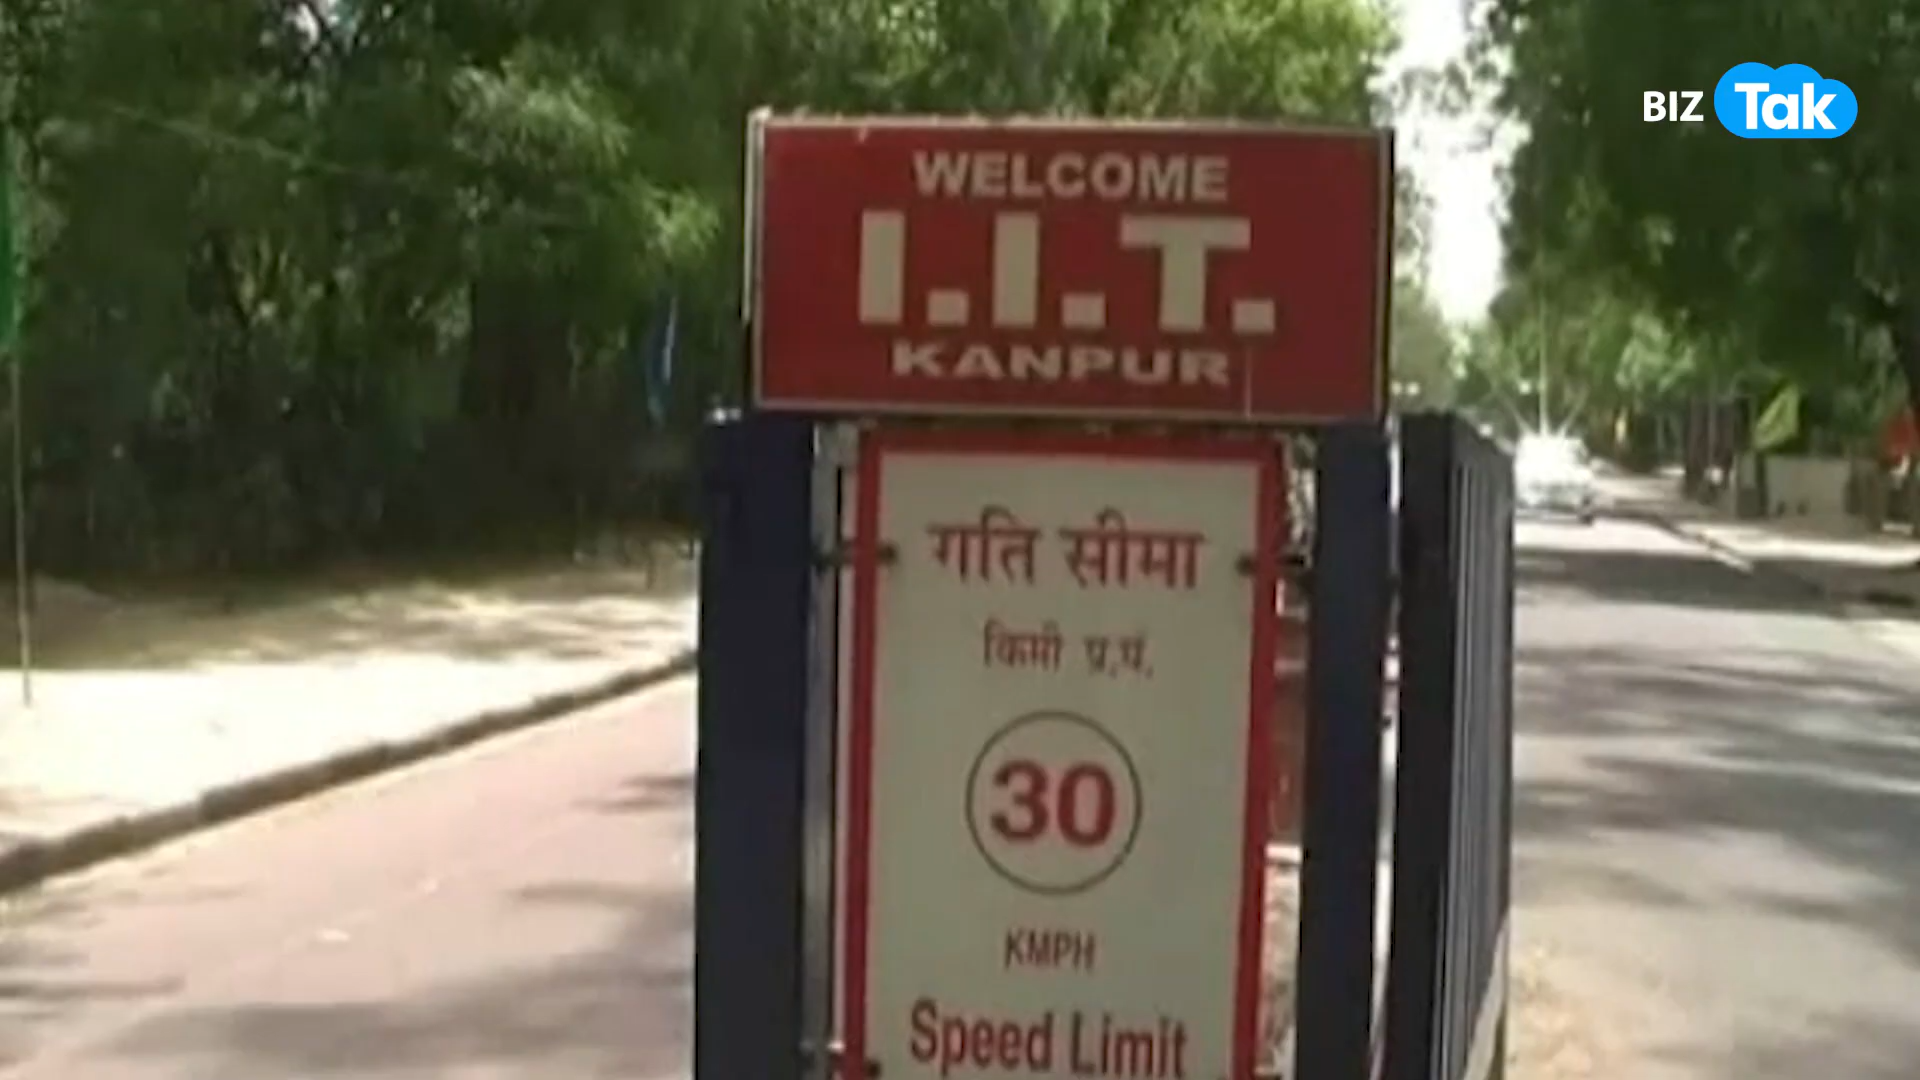 BIZ Tak
WELCOME
I.I.T.
KANPUR
गति सीमा
किमी प्र.घं.
30
KMPH
Speed Limit